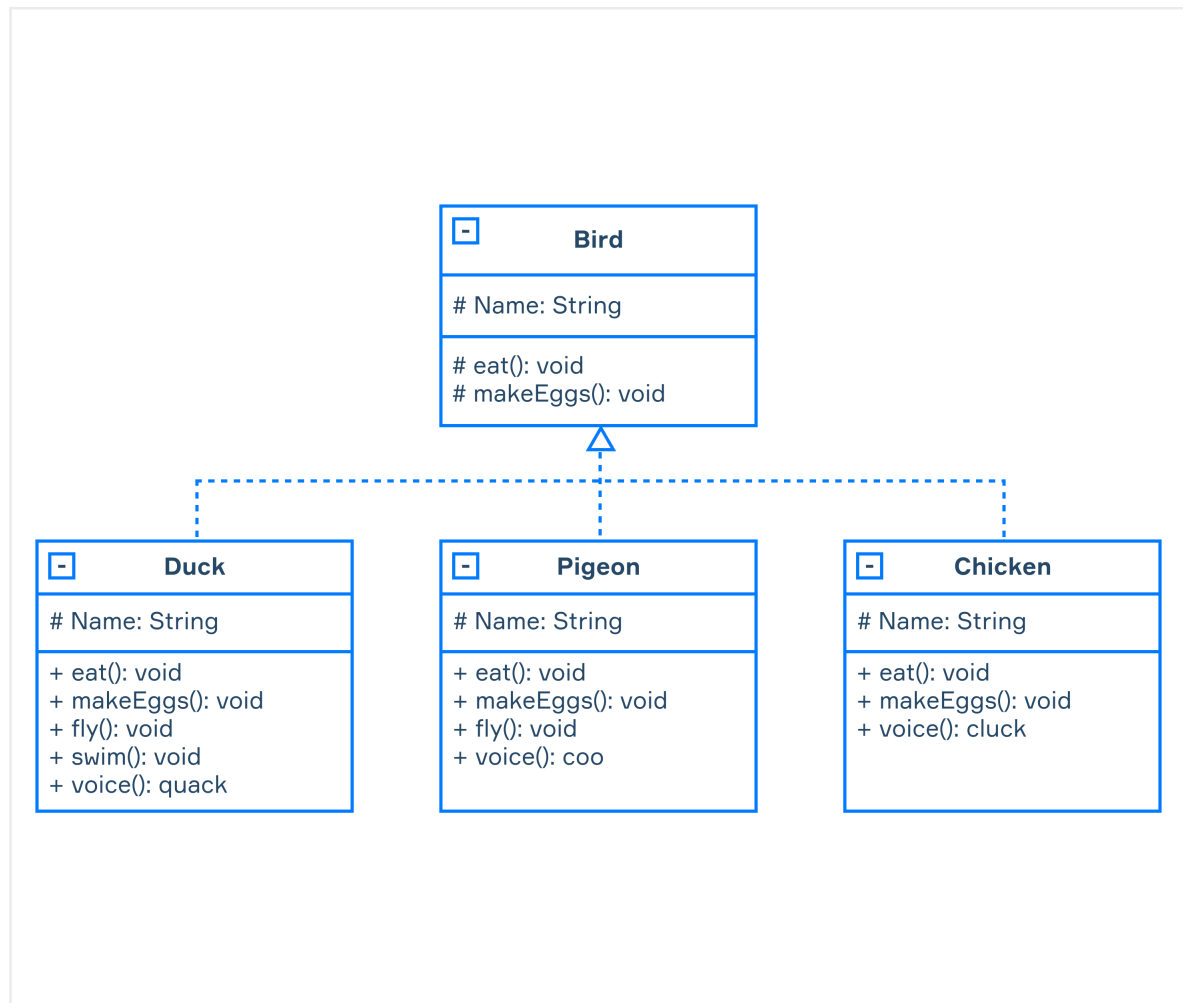 -
Bird
# Name: String
# eat(): void
# makeEggs(): void
-
Duck
# Name: String
+ eat(): void
+ makeEggs(): void
+ fly(): void
+ swim(): void
+ voice(): quack
-
Pigeon
# Name: String
+ eat(): void
+ makeEggs(): void
+ fly(): void
+ voice(): coo
-
Chicken
# Name: String
+ eat(): void
+ makeEggs(): void
+ voice(): cluck